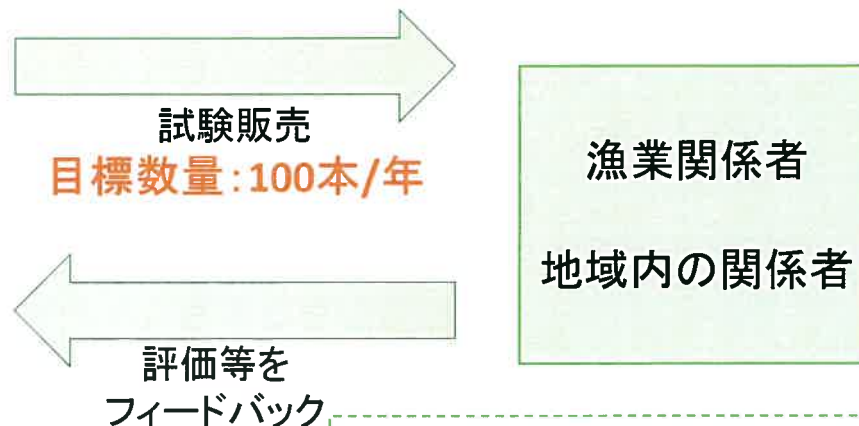 試験販売
目標数量:100本/年
漁業関係者
地域内の関係者
評価等を
フィードバック